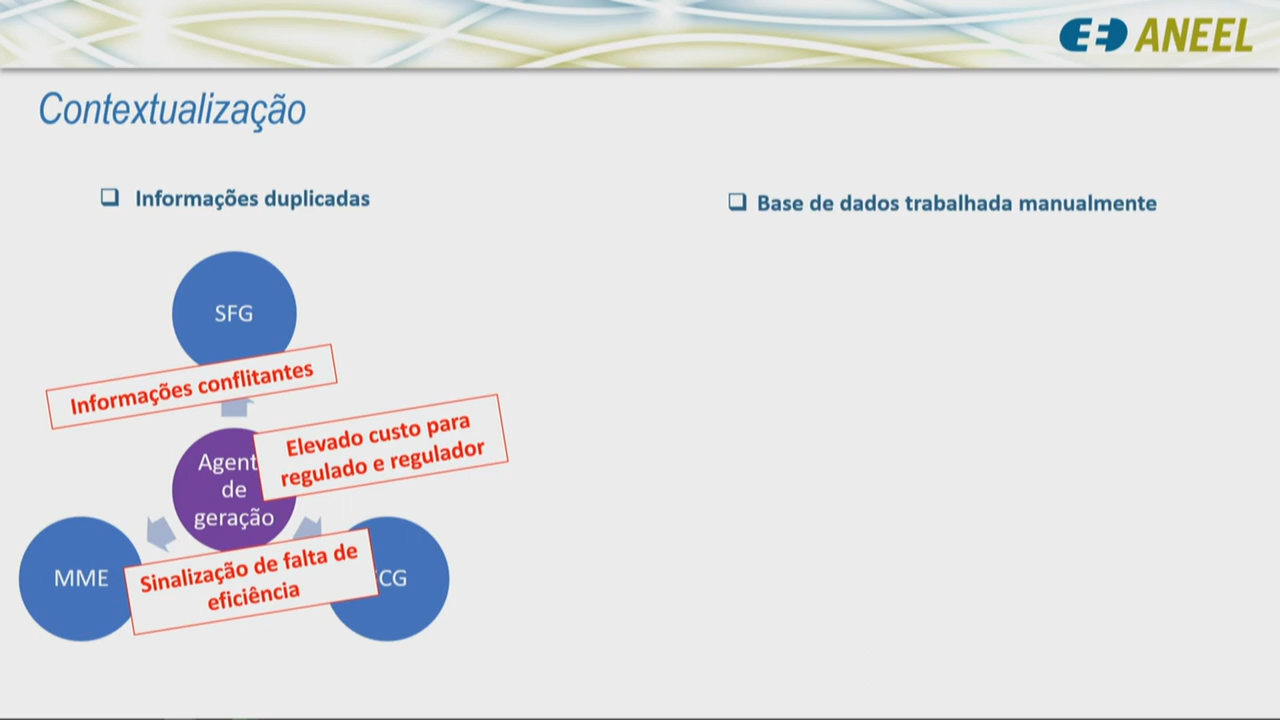 ANEEL
Contextualização
Informações duplicadas
Base de dados trabalhada manualmente
SFG
Informações conflitantes
Elevado custo para
regulado e regulador
Agent
de
geração
Sinalização de falta de
eficiência
MME
CG